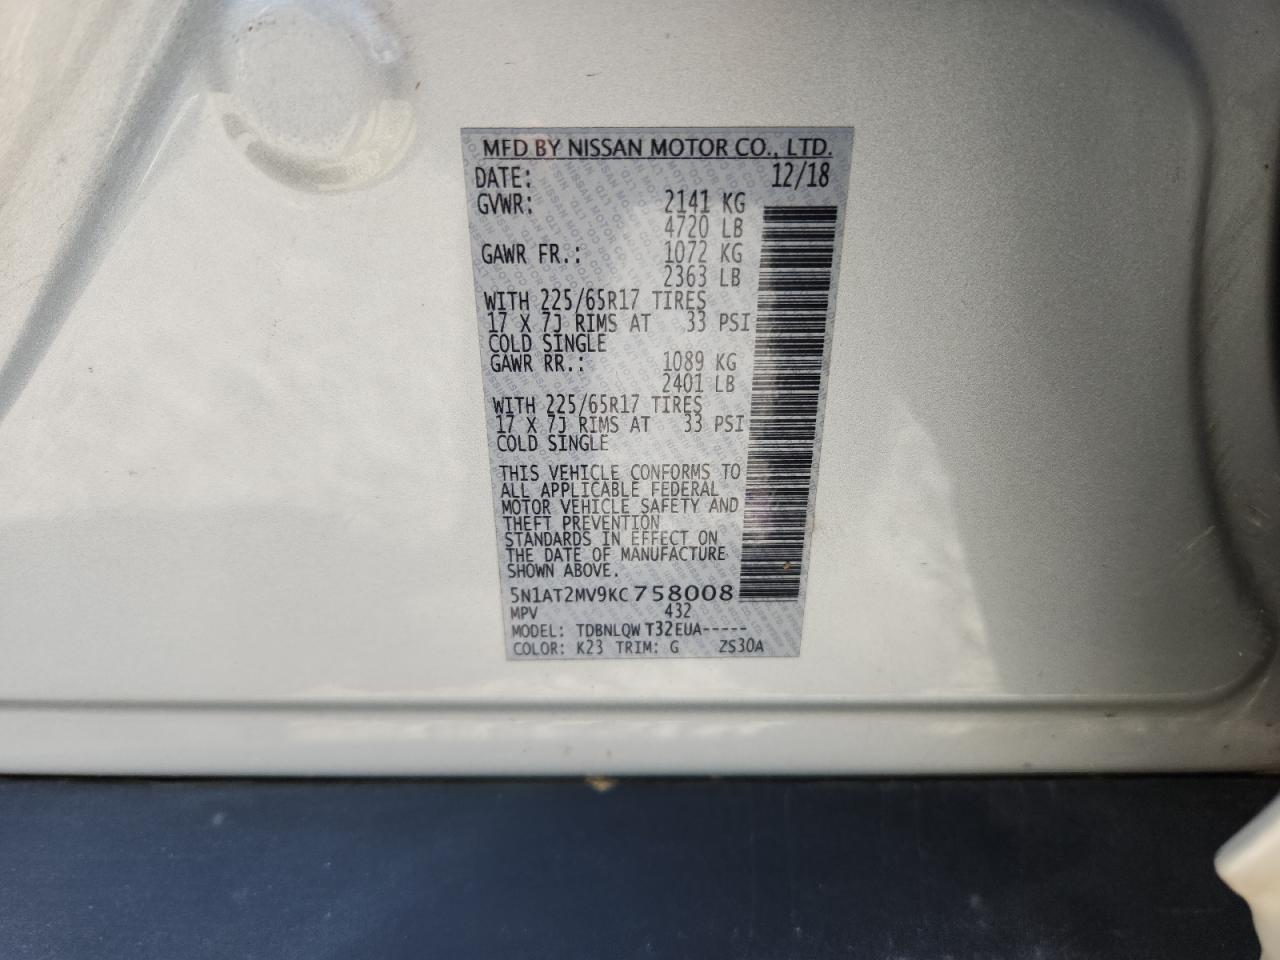 MFD BY NISSAN MOTOR CO., LTD.
DATE: 12/18
GVWR: 2141 KG
4720 LB
GAWR FR.: 1072 KG
2363 LB
WITH 225/65R17 TIRES
17 X 7J RIMS AT 33 PSI
COLD SINGLE
GAWR RR.: 1089 KG
2401 LB
WITH 225/65R17 TIRES
17 X 7J RIMS AT 33 PSI
COLD SINGLE
THIS VEHICLE CONFORMS TO
ALL APPLICABLE FEDERAL
MOTOR VEHICLE SAFETY AND
THEFT PREVENTION
STANDARDS IN EFFECT ON
THE DATE OF MANUFACTURE
SHOWN ABOVE.
5N1AT2MV9KC758008
MPV 432
MODEL: TDBNLQW T32EUA-----
COLOR: K23 TRIM: G ZS30A